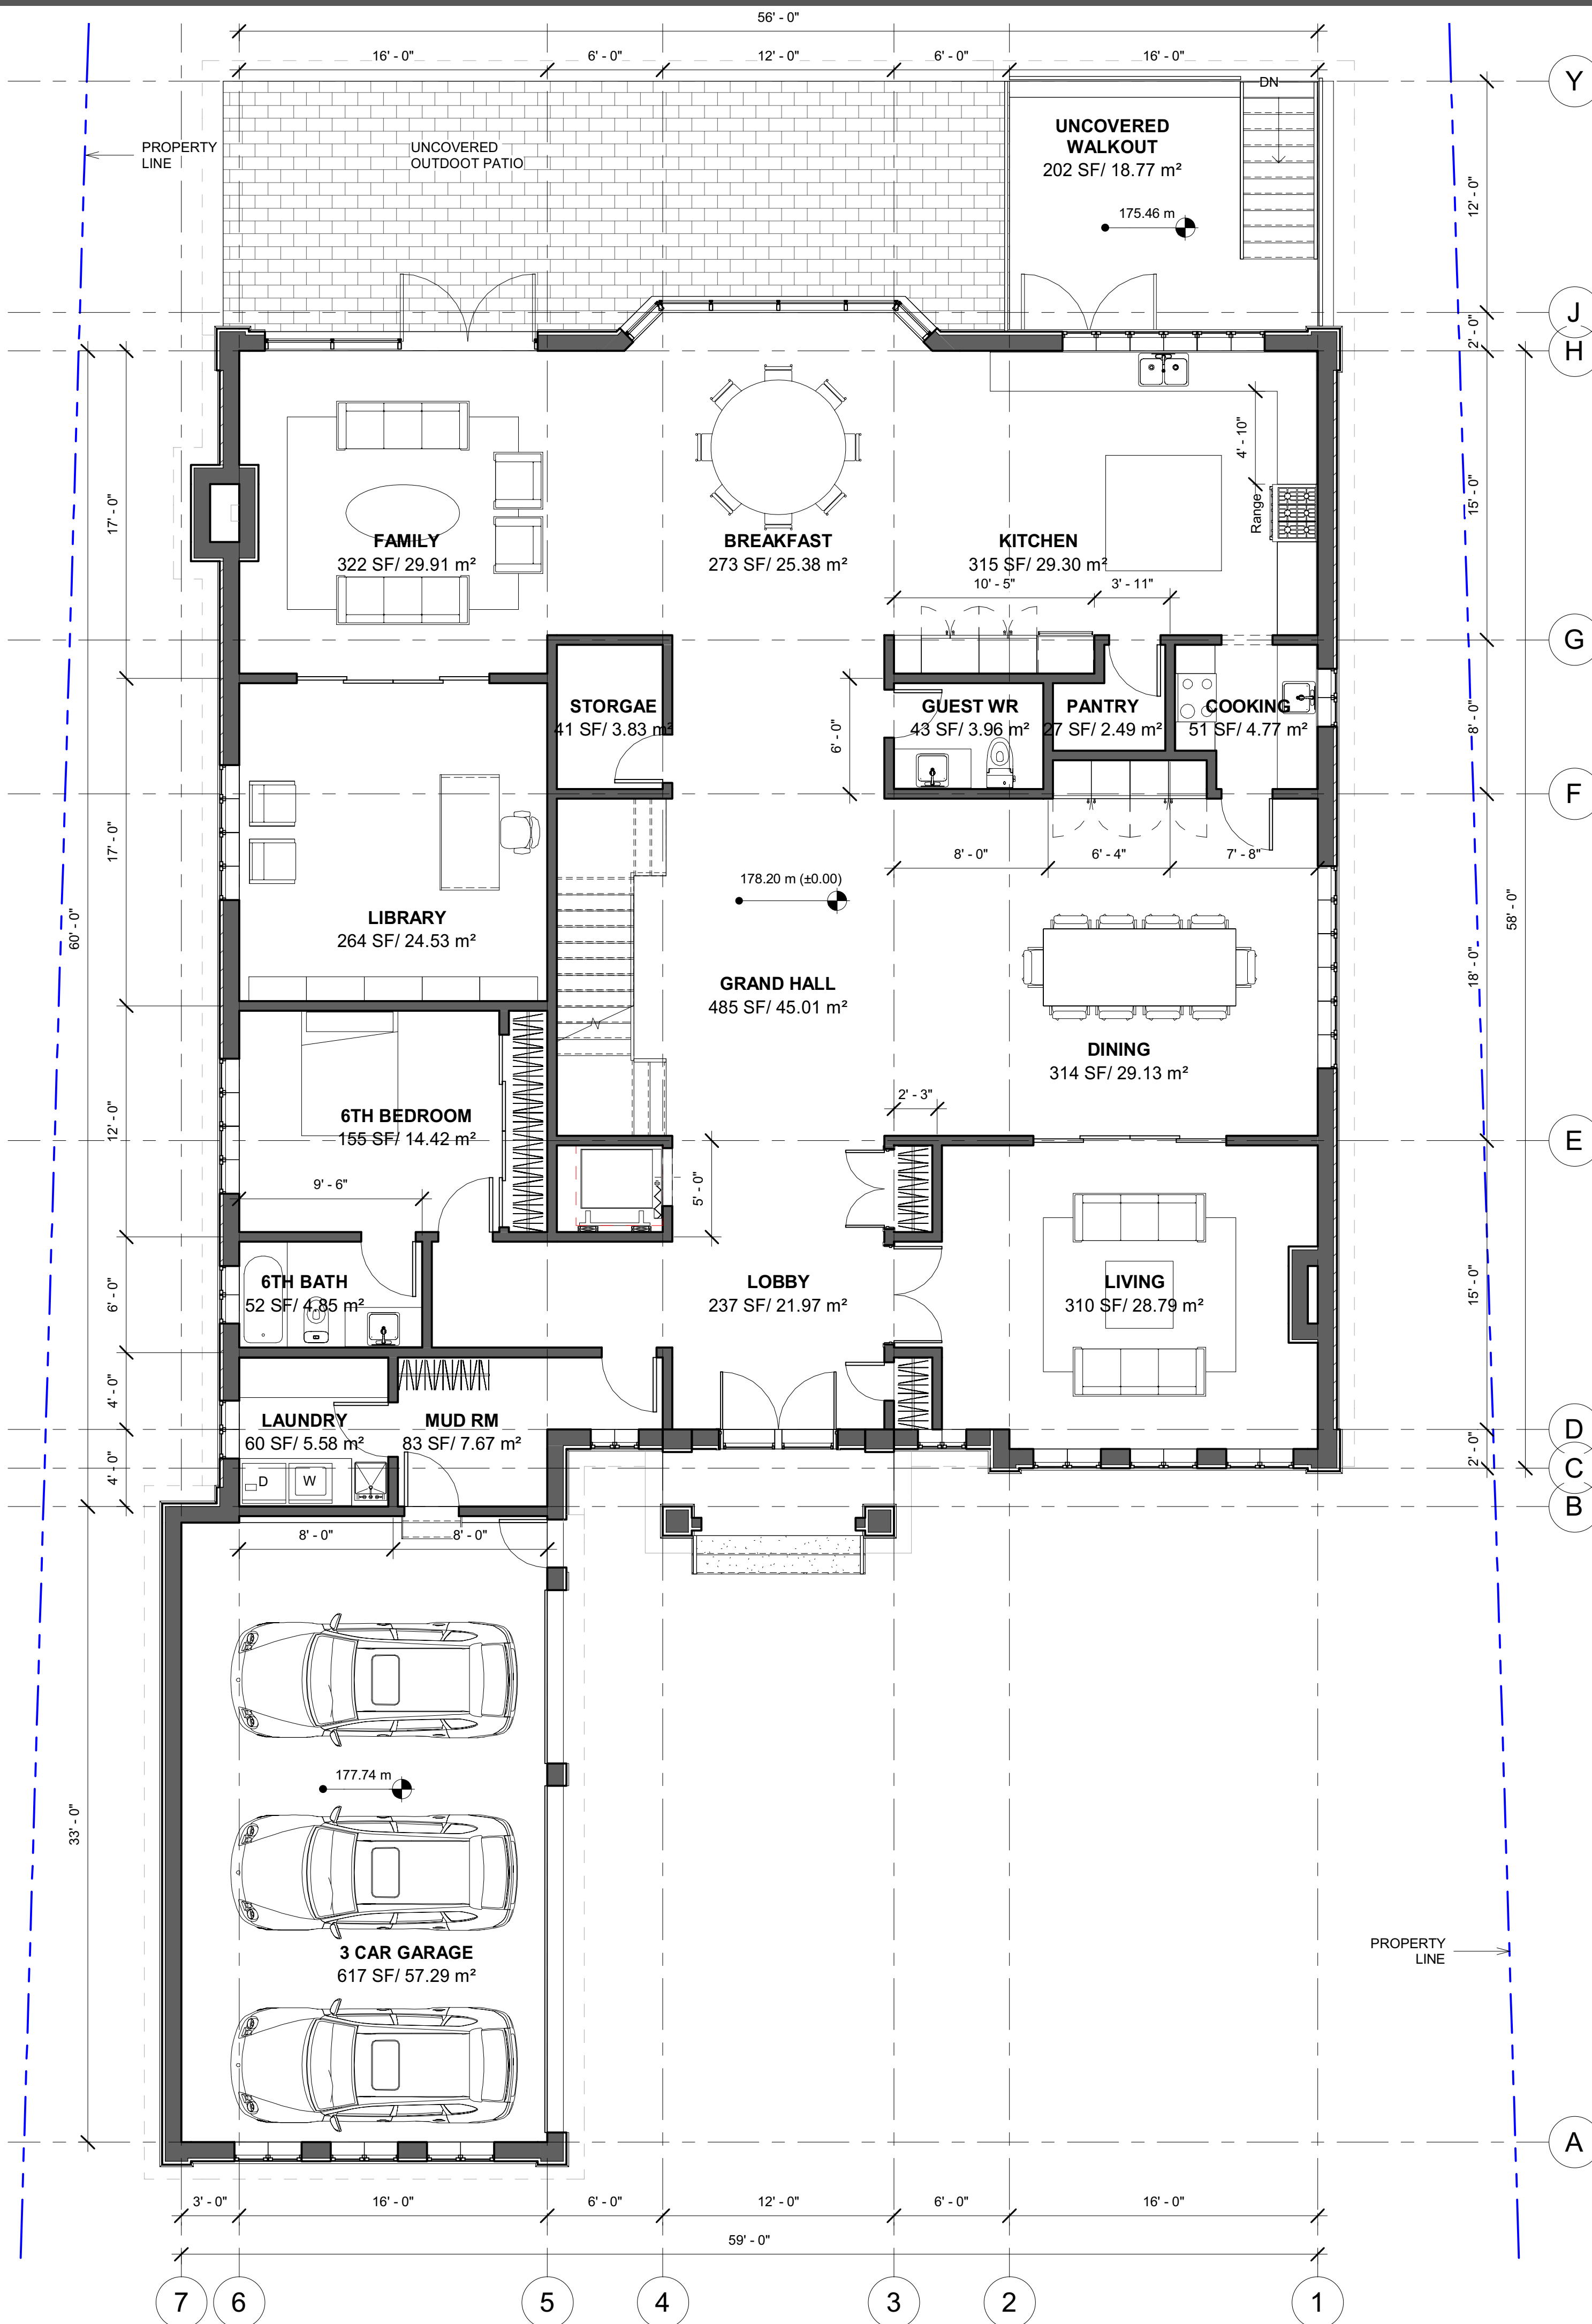 56' - 0"
16' - 0"
6' - 0"
12' - 0"
6' - 0"
16' - 0"
Y
DN
UNCOVERED
WALKOUT
202 SF/ 18.77 m²
PROPERTY
LINE
UNCOVERED
OUTDOOT PATIO
12' - 0"
175.46 m
J
2' - 0"
H
4' - 10"
17' - 0"
Range
15' - 0"
FAMILY
322 SF/ 29.91 m²
BREAKFAST
273 SF/ 25.38 m²
KITCHEN
315 SF/ 29.30 m²
10' - 5"
3' - 11"
G
STORGAE
41 SF/ 3.83 m²
6' - 0"
GUEST WR
43 SF/ 3.96 m²
PANTRY
27 SF/ 2.49 m²
COOKING
51 SF/ 4.77 m²
8' - 0"
F
17' - 0"
8' - 0"
6' - 4"
7' - 8"
178.20 m (±0.00)
60' - 0"
58' - 0"
LIBRARY
264 SF/ 24.53 m²
GRAND HALL
485 SF/ 45.01 m²
18' - 0"
DINING
314 SF/ 29.13 m²
12' - 0"
6TH BEDROOM
155 SF/ 14.42 m²
2' - 3"
E
9' - 6"
5' - 0"
6' - 0"
6TH BATH
52 SF/ 4.85 m²
LOBBY
237 SF/ 21.97 m²
LIVING
310 SF/ 28.79 m²
15' - 0"
4' - 0"
LAUNDRY
60 SF/ 5.58 m²
MUD RM
83 SF/ 7.67 m²
D
2' - 0"
C
4' - 0"
D
W
B
8' - 0"
8' - 0"
177.74 m
33' - 0"
3 CAR GARAGE
617 SF/ 57.29 m²
PROPERTY
LINE
A
3' - 0"
16' - 0"
6' - 0"
12' - 0"
6' - 0"
16' - 0"
59' - 0"
7
6
5
4
3
2
1